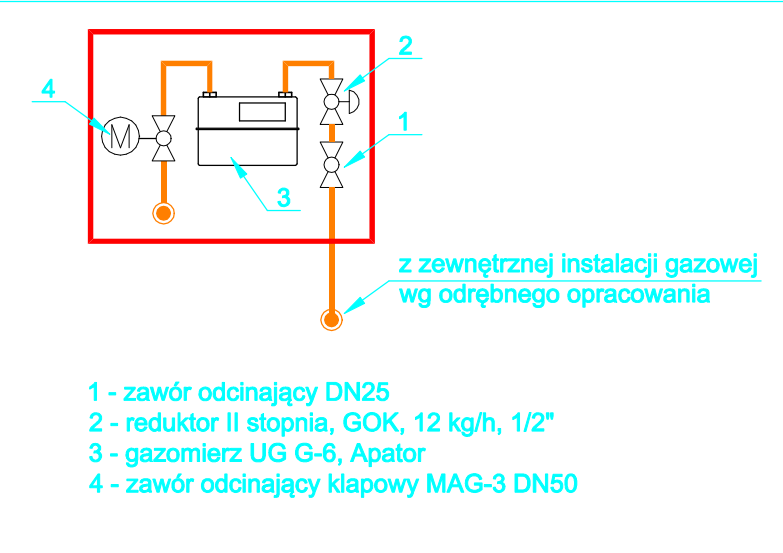 2
4
1
M
3
z zewnętrznej instalacji gazowej
wg odrębnego opracowania
1 - zawór odcinający DN25
2 - reduktor II stopnia, GOK, 12 kg/h, 1/2"
3 - gazomierz UG G-6, Apator
4 - zawór odcinający klapowy MAG-3 DN50